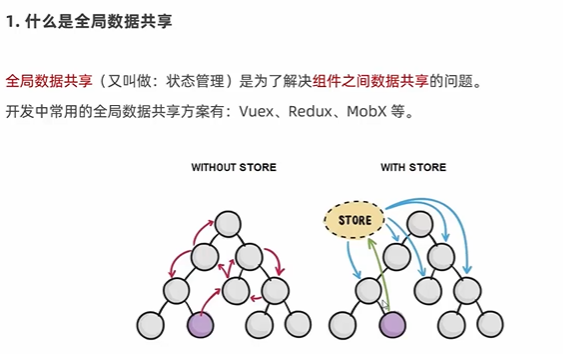 1. 什么是全局数据共享
全局数据共享（又叫做：状态管理）是为了解决组件之间数据共享的问题。
开发中常用的全局数据共享方案有：Vuex、Redux、MobX 等。
WITHOUT STORE
WITH STORE
STORE